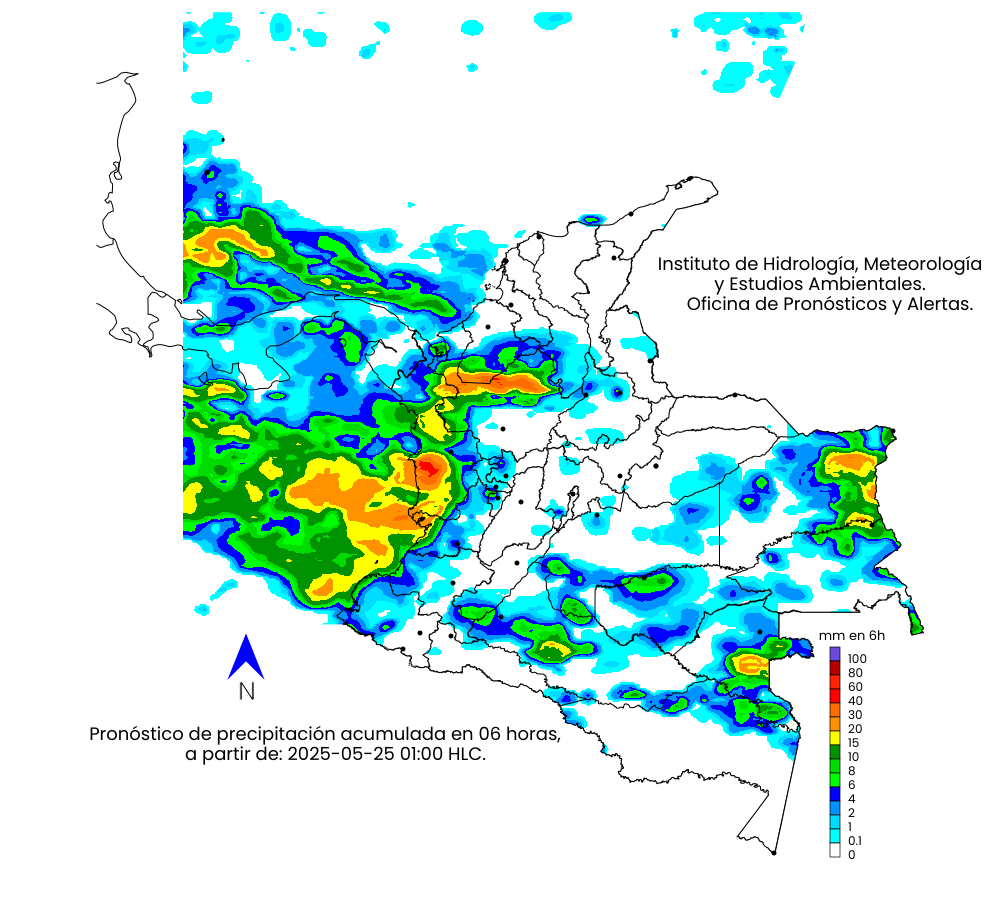 Instituto de Hidrología, Meteorología
y Estudios Ambientales.
Oficina de Pronósticos y Alertas.
mm en 6h
100
80
60
40
30
20
15
10
8
6
4
2
1
0.1
0
N
Pronóstico de precipitación acumulada en 06 horas,
a partir de: 2025-05-25 01:00 HLC.